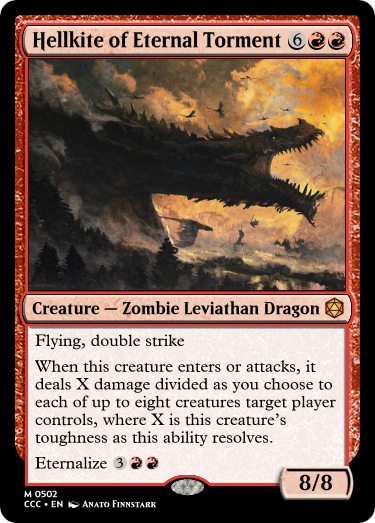 Hellkite of Eternal Torment 6
Creature — Zombie Leviathan Dragon
Flying, double strike
When this creature enters or attacks, it
deals X damage divided as you choose to
each of up to eight creatures target player
controls, where X is this creature's
toughness as this ability resolves.
Eternalize 3
8/8
M 0502
CCC • EN Anato Finnstark